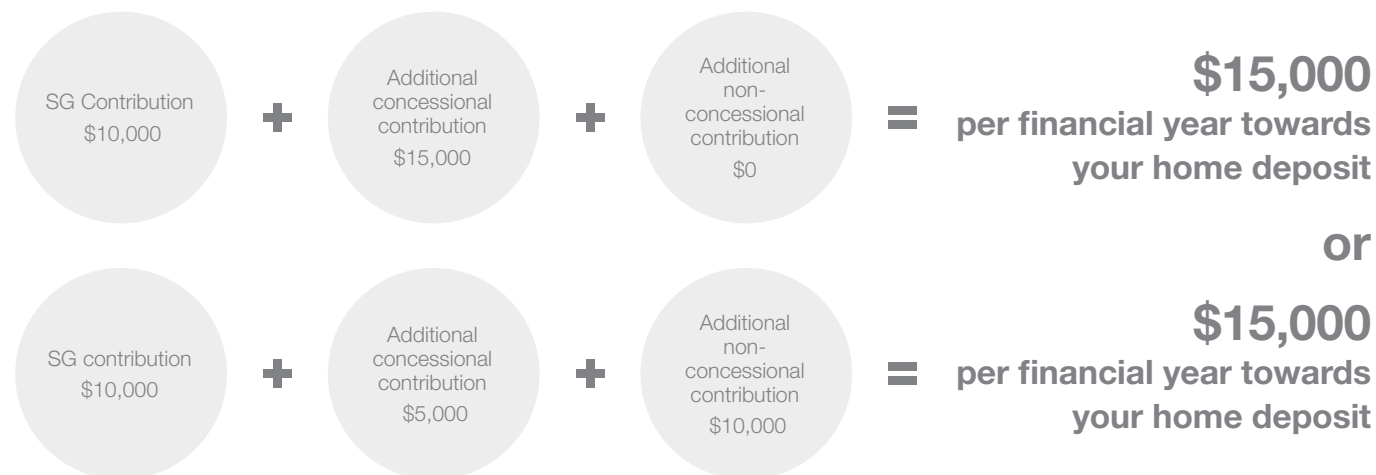 SG Contribution
$10,000
+
Additional
concessional
contribution
$15,000
+
Additional
non-
concessional
contribution
$0
=
$15,000
per financial year towards
your home deposit
or
SG contribution
$10,000
+
Additional
concessional
contribution
$5,000
+
Additional
non-
concessional
contribution
$10,000
=
$15,000
per financial year towards
your home deposit